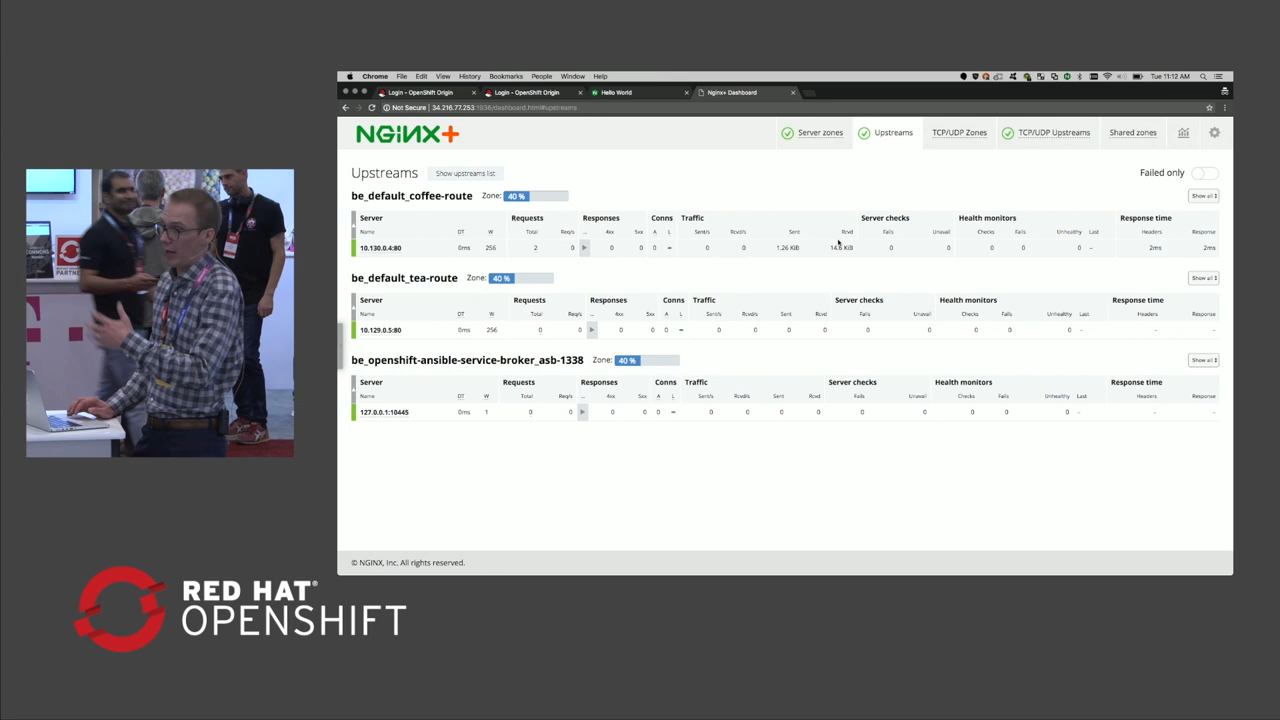 Chrome File Edit View History Bookmarks People Window Help Tue 11:12 AM
Login - OpenShift Origin Login - OpenShift Origin Hello World Nginx+ Dashboard
Not Secure 34.216.77.253:1936/dashboard.html#upstreams
NGINX+ Server zones Upstreams TCP/UDP Zones TCP/UDP Upstreams Shared zones
Upstreams Show upstreams list Failed only
be_default_coffee-route Zone: 40 % Show all
Server Requests Responses Conns Traffic Server checks Health monitors Response time
Name DT W Total Req/s ... 4xx 5xx A L Sent/s Rcvd/s Sent Rcvd Fails Unavail Checks Fails Unhealthy Last Headers Response
10.130.0.4:80 0ms 256 2 0 0 0 0 ∞ 0 0 1.26 KiB 14.6 KiB 0 0 0 0 0 – 2ms 2ms
be_default_tea-route Zone: 40 % Show all
Server Requests Responses Conns Traffic Server checks Health monitors Response time
Name DT W Total Req/s ... 4xx 5xx A L Sent/s Rcvd/s Sent Rcvd Fails Unavail Checks Fails Unhealthy Last Headers Response
10.129.0.5:80 0ms 256 0 0 0 0 0 ∞ 0 0 0 0 0 0 0 0 0 – – –
be_openshift-ansible-service-broker_asb-1338 Zone: 40 % Show all
Server Requests Responses Conns Traffic Server checks Health monitors Response time
Name DT W Total Req/s ... 4xx 5xx A L Sent/s Rcvd/s Sent Rcvd Fails Unavail Checks Fails Unhealthy Last Headers Response
127.0.0.1:10445 0ms 1 0 0 0 0 0 ∞ 0 0 0 0 0 0 0 0 0 – – –
© NGINX, Inc. All rights reserved.
RED HAT®
OPENSHIFT